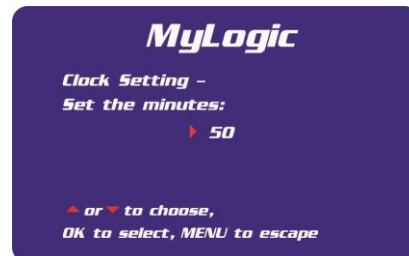 MyLogic
Clock Setting –
Set the minutes:
50
▲ or ▼ to choose,
OK to select, MENU to escape